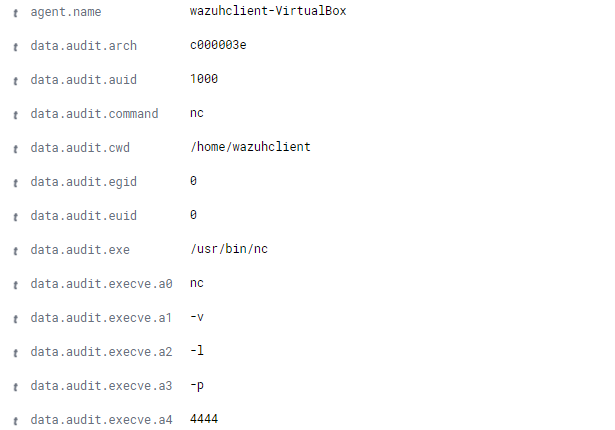 t agent.name wazuhclient-VirtualBox
t data.audit.arch c000003e
t data.audit.auid 1000
t data.audit.command nc
t data.audit.cwd /home/wazuhclient
t data.audit.egid 0
t data.audit.euid 0
t data.audit.exe /usr/bin/nc
t data.audit.execve.a0 nc
t data.audit.execve.a1 -v
t data.audit.execve.a2 -l
t data.audit.execve.a3 -p
t data.audit.execve.a4 4444